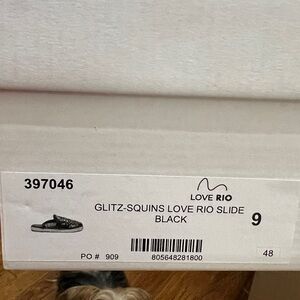 397046
LOVE RIO
GLITZ-SQUINS LOVE RIO SLIDE
BLACK
9
PO # 909
805648281800
48